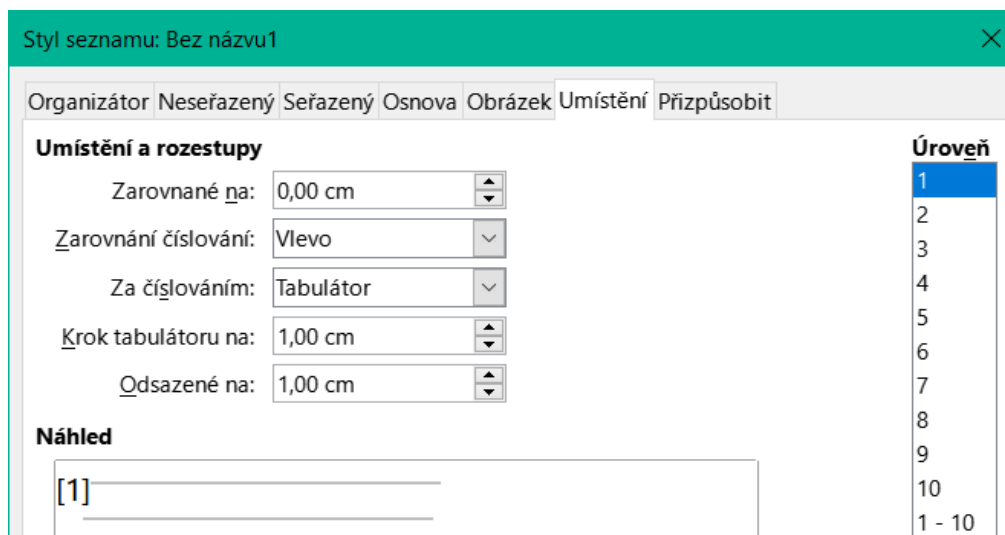 Styl seznamu: Bez názvu1
Organizátor Neseřazený Seřazený Osnova Obrázek Umístění Přizpůsobit
Umístění a rozestupy
Úroveň
Zarovnané na: 0,00 cm
Zarovnání číslování: Vlevo
Za číslováním: Tabulátor
Krok tabulátoru na: 1,00 cm
Odsazené na: 1,00 cm
1
2
3
4
5
6
7
8
9
10
1 - 10
Náhled
[1]